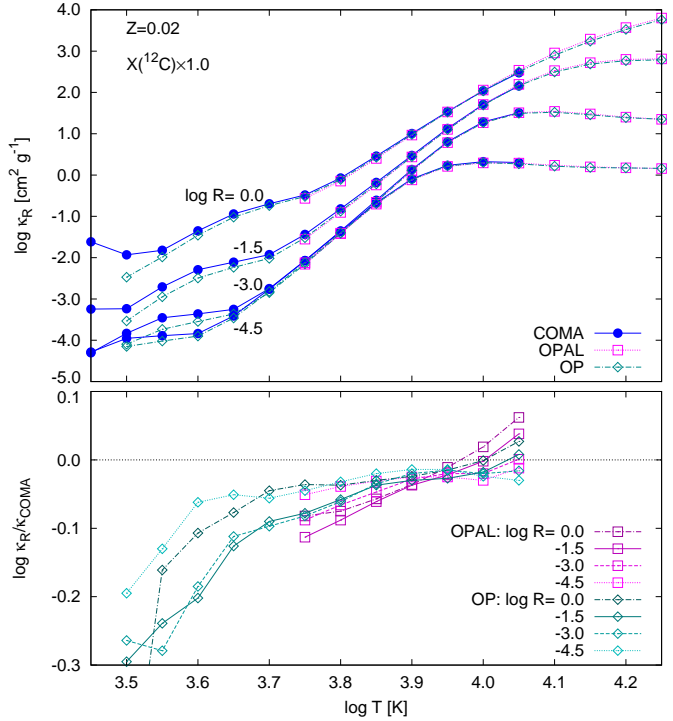 4.0
3.0
2.0
1.0
0.0
-1.0
-2.0
-3.0
-4.0
-5.0
log κR [cm² g⁻¹]
Z=0.02
X(¹²C)×1.0
log R= 0.0
-1.5
-3.0
-4.5
COMA
OPAL
OP
0.1
0.0
-0.1
-0.2
-0.3
log κR/κCOMA
OPAL: log R= 0.0
-1.5
-3.0
-4.5
OP: log R= 0.0
-1.5
-3.0
-4.5
3.5 3.6 3.7 3.8 3.9 4.0 4.1 4.2
log T [K]